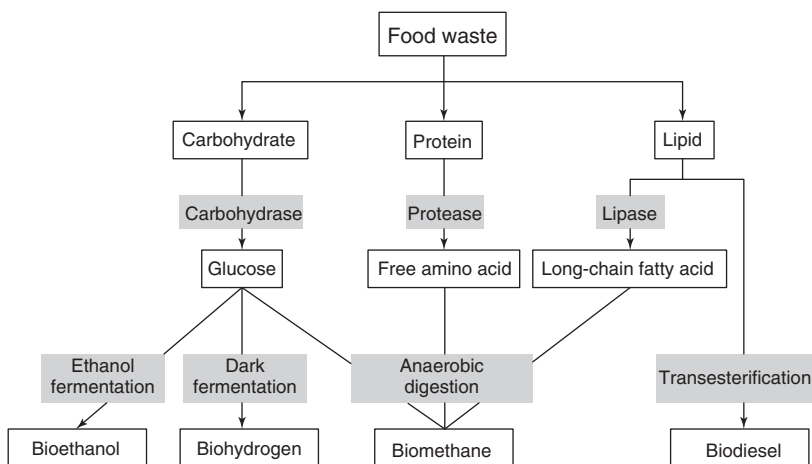 Food waste
Carbohydrate
Protein
Lipid
Carbohydrase
Protease
Lipase
Glucose
Free amino acid
Long-chain fatty acid
Ethanol
fermentation
Dark
fermentation
Anaerobic
digestion
Transesterification
Bioethanol
Biohydrogen
Biomethane
Biodiesel